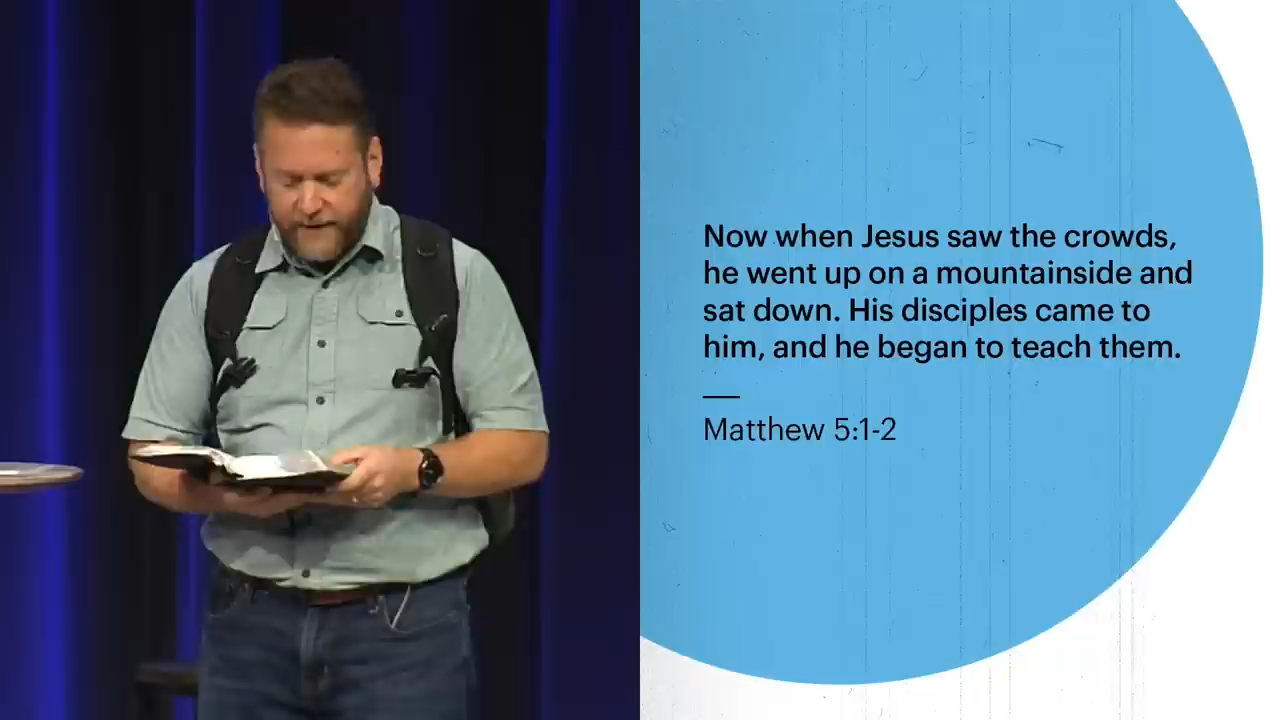 Now when Jesus saw the crowds,
he went up on a mountainside and
sat down. His disciples came to
him, and he began to teach them.
Matthew 5:1-2